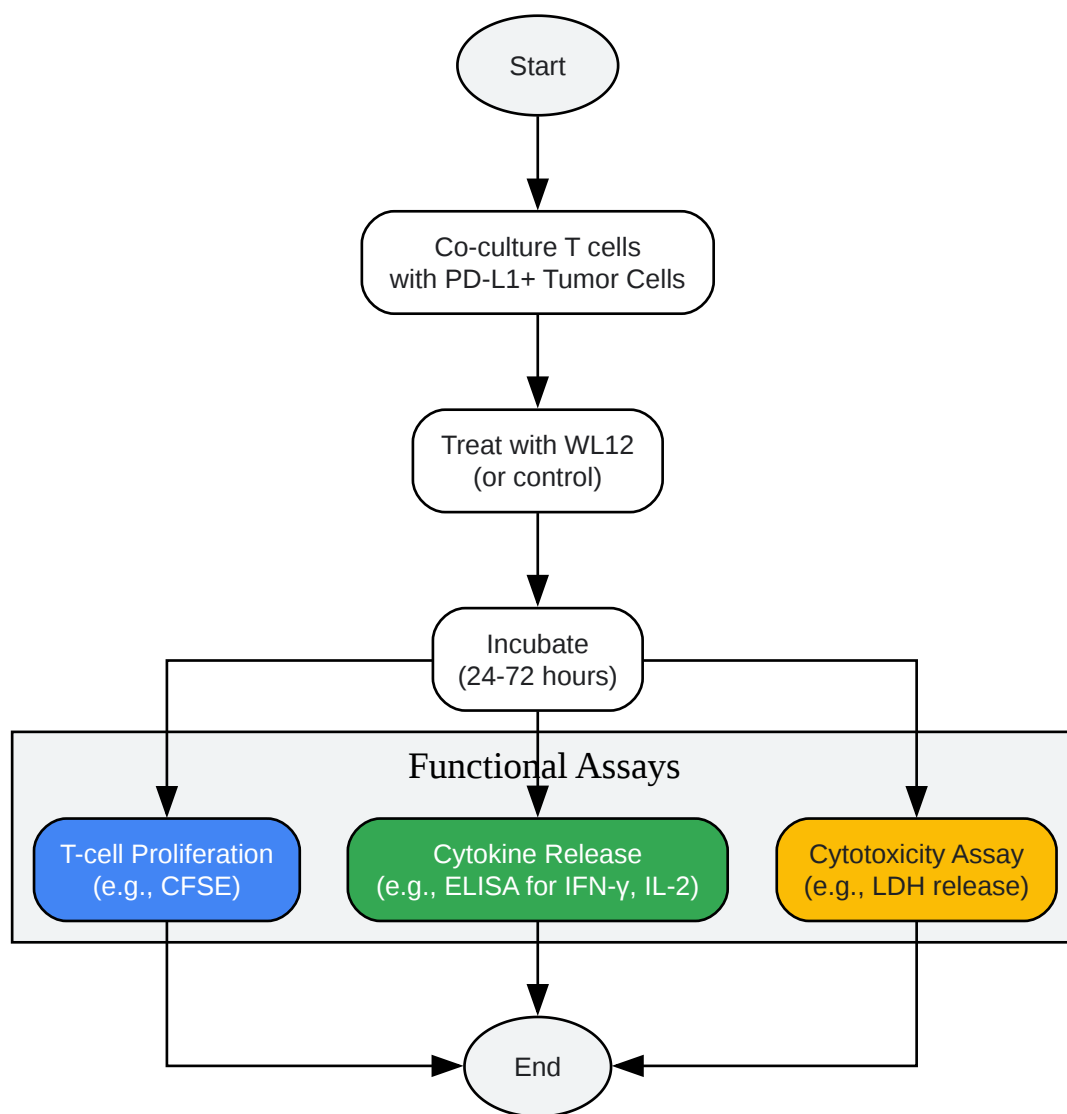 Start
Co-culture T cells
with PD-L1+ Tumor Cells
Treat with WL12
(or control)
Incubate
(24-72 hours)
Functional Assays
T-cell Proliferation
(e.g., CFSE)
Cytokine Release
(e.g., ELISA for IFN-γ, IL-2)
Cytotoxicity Assay
(e.g., LDH release)
End